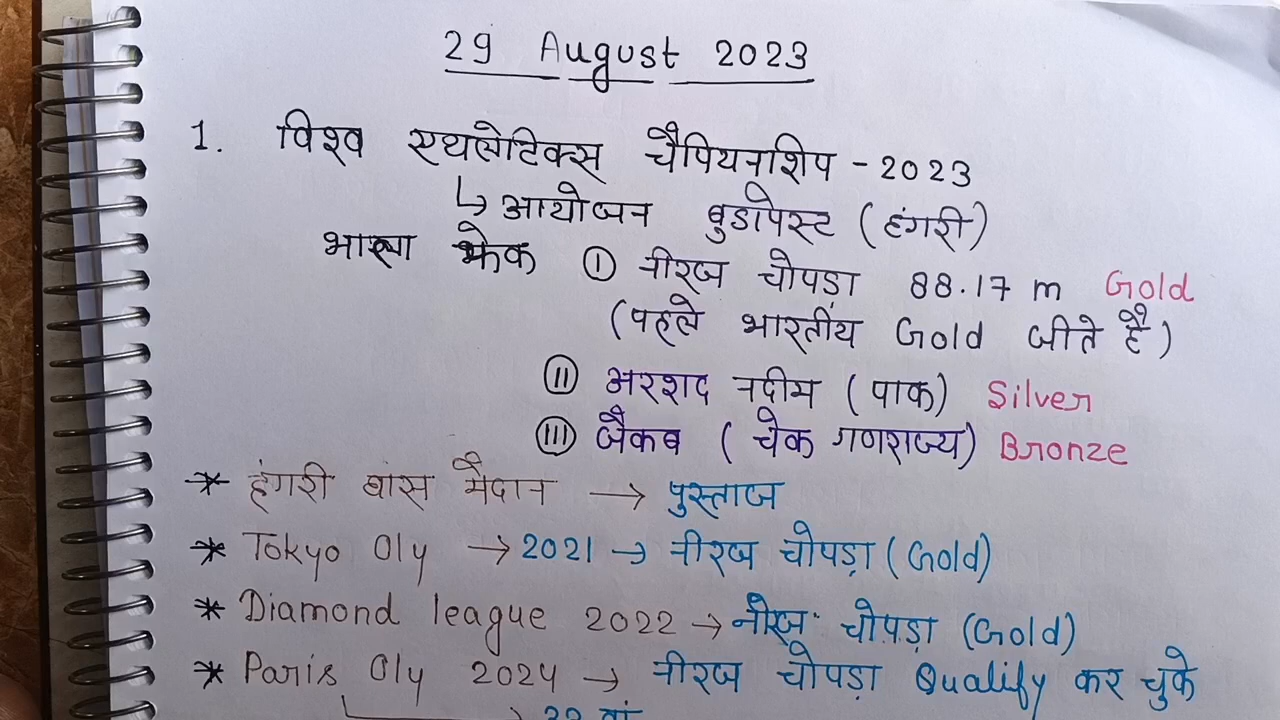 29 August 2023
1. विश्व एथलेटिक्स चैंपियनशिप - 2023
↳ आयोजन बुडापेस्ट (हंगरी)
भाला फेक ① नीरज चोपड़ा 88.17 m Gold
(पहले भारतीय Gold जीते है)
② अरशद नदीम (पाक) Silver
③ जैकब (चेक गणराज्य) Bronze
* हंगरी घांस मैदान → पुस्ताज
* Tokyo Oly → 2021 → नीरज चोपड़ा (Gold)
* Diamond league 2022 → नीरज चोपड़ा (Gold)
* Paris Oly 2024 → नीरज चोपड़ा Qualify कर चुके